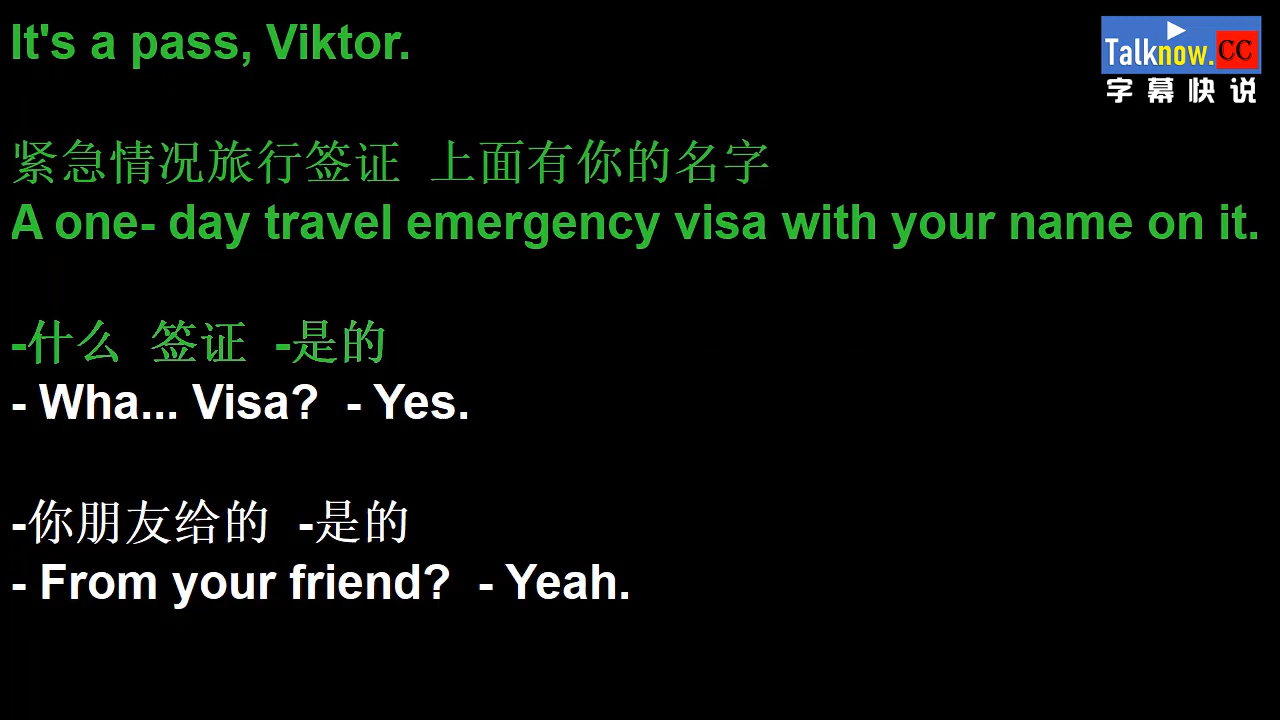 It's a pass, Viktor.
Talknow.CC
字幕快说
紧急情况旅行签证 上面有你的名字
A one- day travel emergency visa with your name on it.
-什么 签证 -是的
- Wha... Visa? - Yes.
-你朋友给的 -是的
- From your friend? - Yeah.